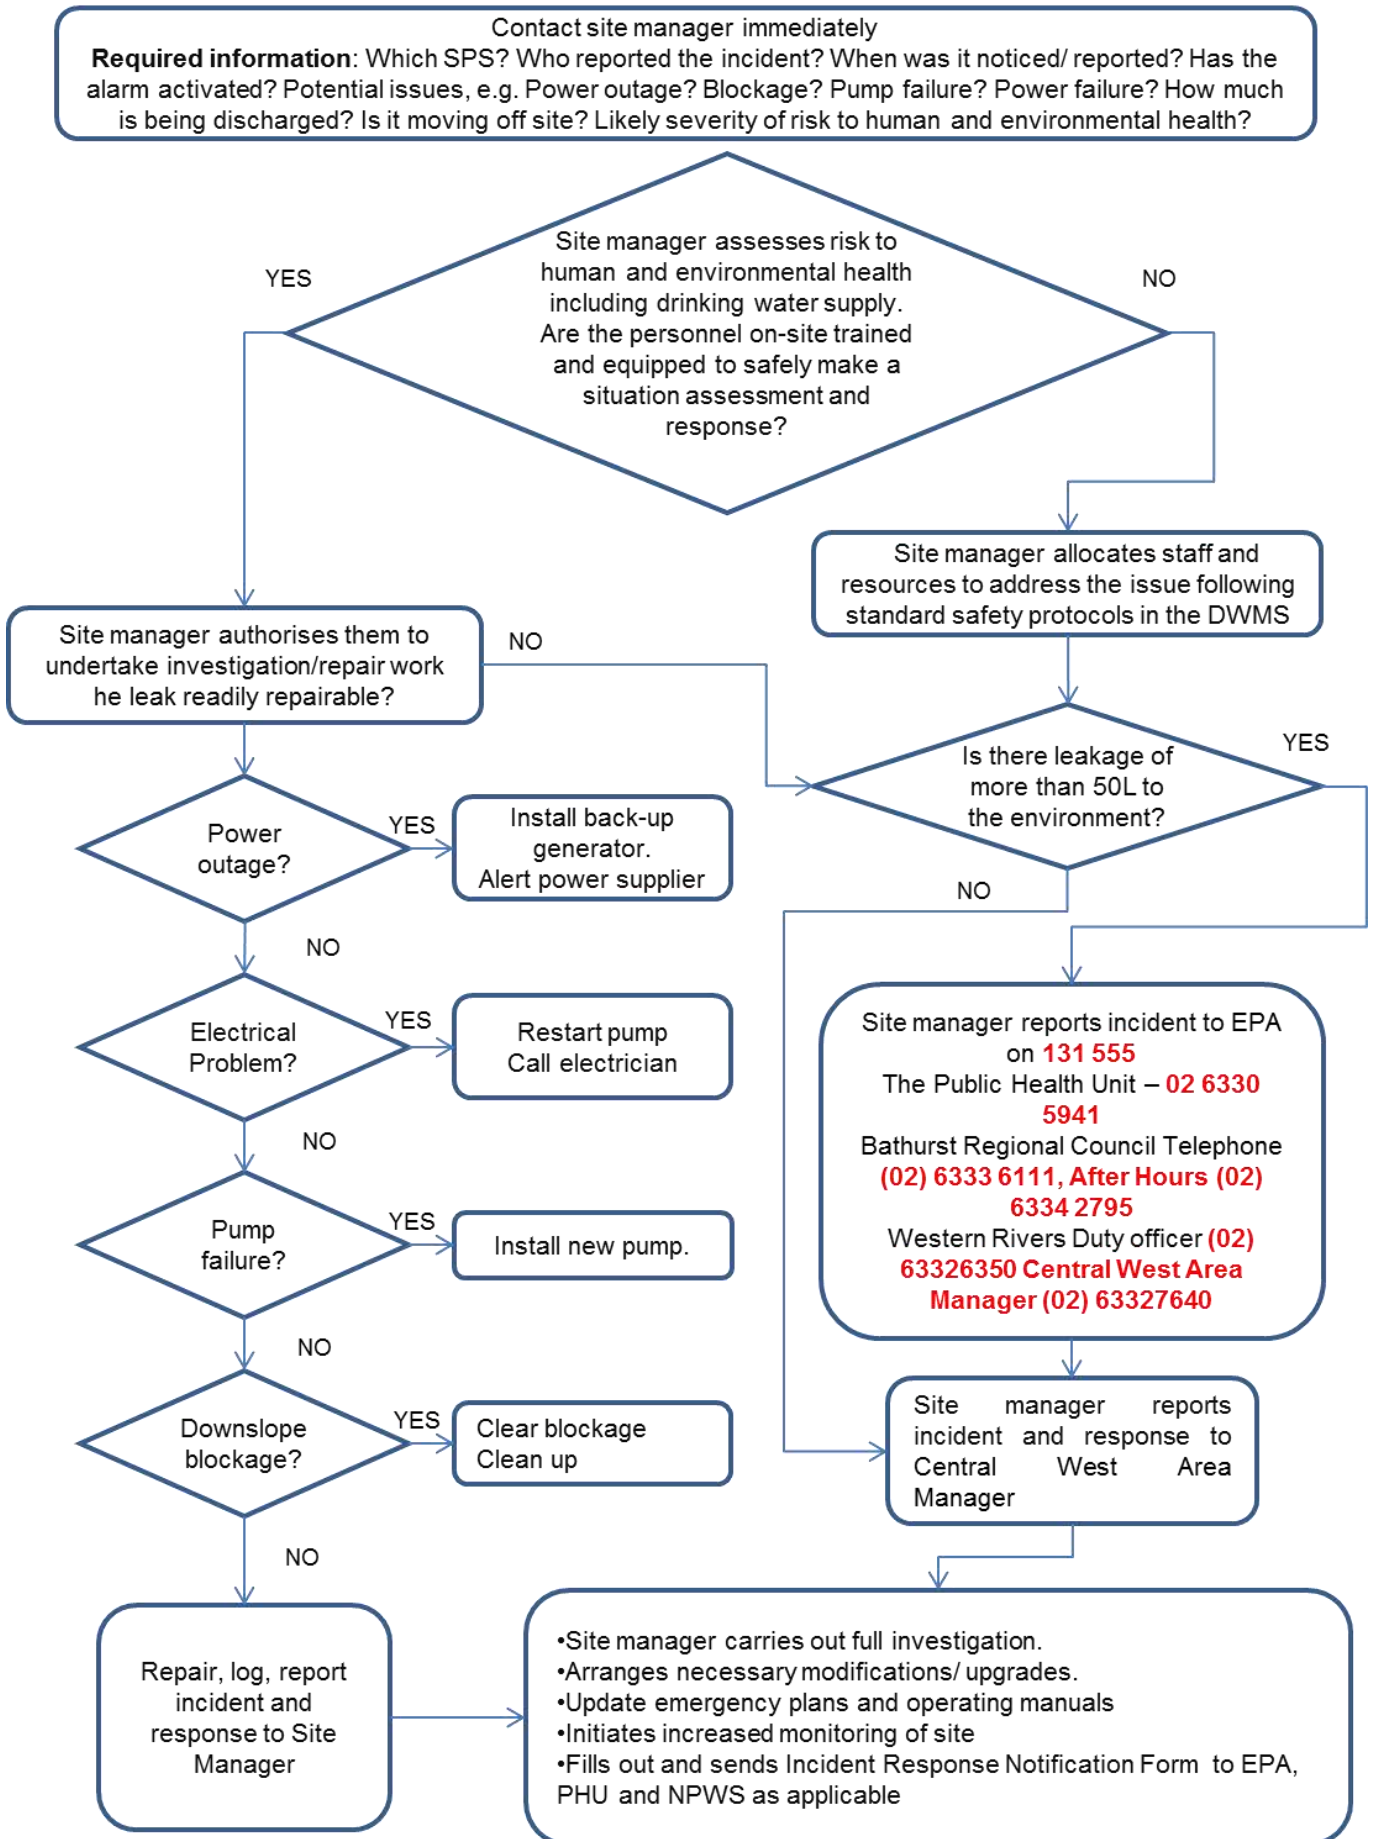 Contact site manager immediately
Required information: Which SPS? Who reported the incident? When was it noticed/ reported? Has the
alarm activated? Potential issues, e.g. Power outage? Blockage? Pump failure? Power failure? How much
is being discharged? Is it moving off site? Likely severity of risk to human and environmental health?
Site manager assesses risk to
human and environmental health
including drinking water supply.
Are the personnel on-site trained
and equipped to safely make a
situation assessment and
response?
YES
NO
Site manager allocates staff and
resources to address the issue following
standard safety protocols in the DWMS
Site manager authorises them to
undertake investigation/repair work
he leak readily repairable?
NO
Is there leakage of
more than 50L to
the environment?
YES
NO
Power
outage?
YES
Install back-up
generator.
Alert power supplier
NO
Electrical
Problem?
YES
Restart pump
Call electrician
NO
Pump
failure?
YES
Install new pump.
NO
Downslope
blockage?
YES
Clear blockage
Clean up
NO
Site manager reports incident to EPA
on 131 555
The Public Health Unit – 02 6330
5941
Bathurst Regional Council Telephone
(02) 6333 6111, After Hours (02)
6334 2795
Western Rivers Duty officer (02)
63326350 Central West Area
Manager (02) 63327640
Site manager reports
incident and response to
Central West Area
Manager
Repair, log, report
incident and
response to Site
Manager
•Site manager carries out full investigation.
•Arranges necessary modifications/ upgrades.
•Update emergency plans and operating manuals
•Initiates increased monitoring of site
•Fills out and sends Incident Response Notification Form to EPA,
PHU and NPWS as applicable